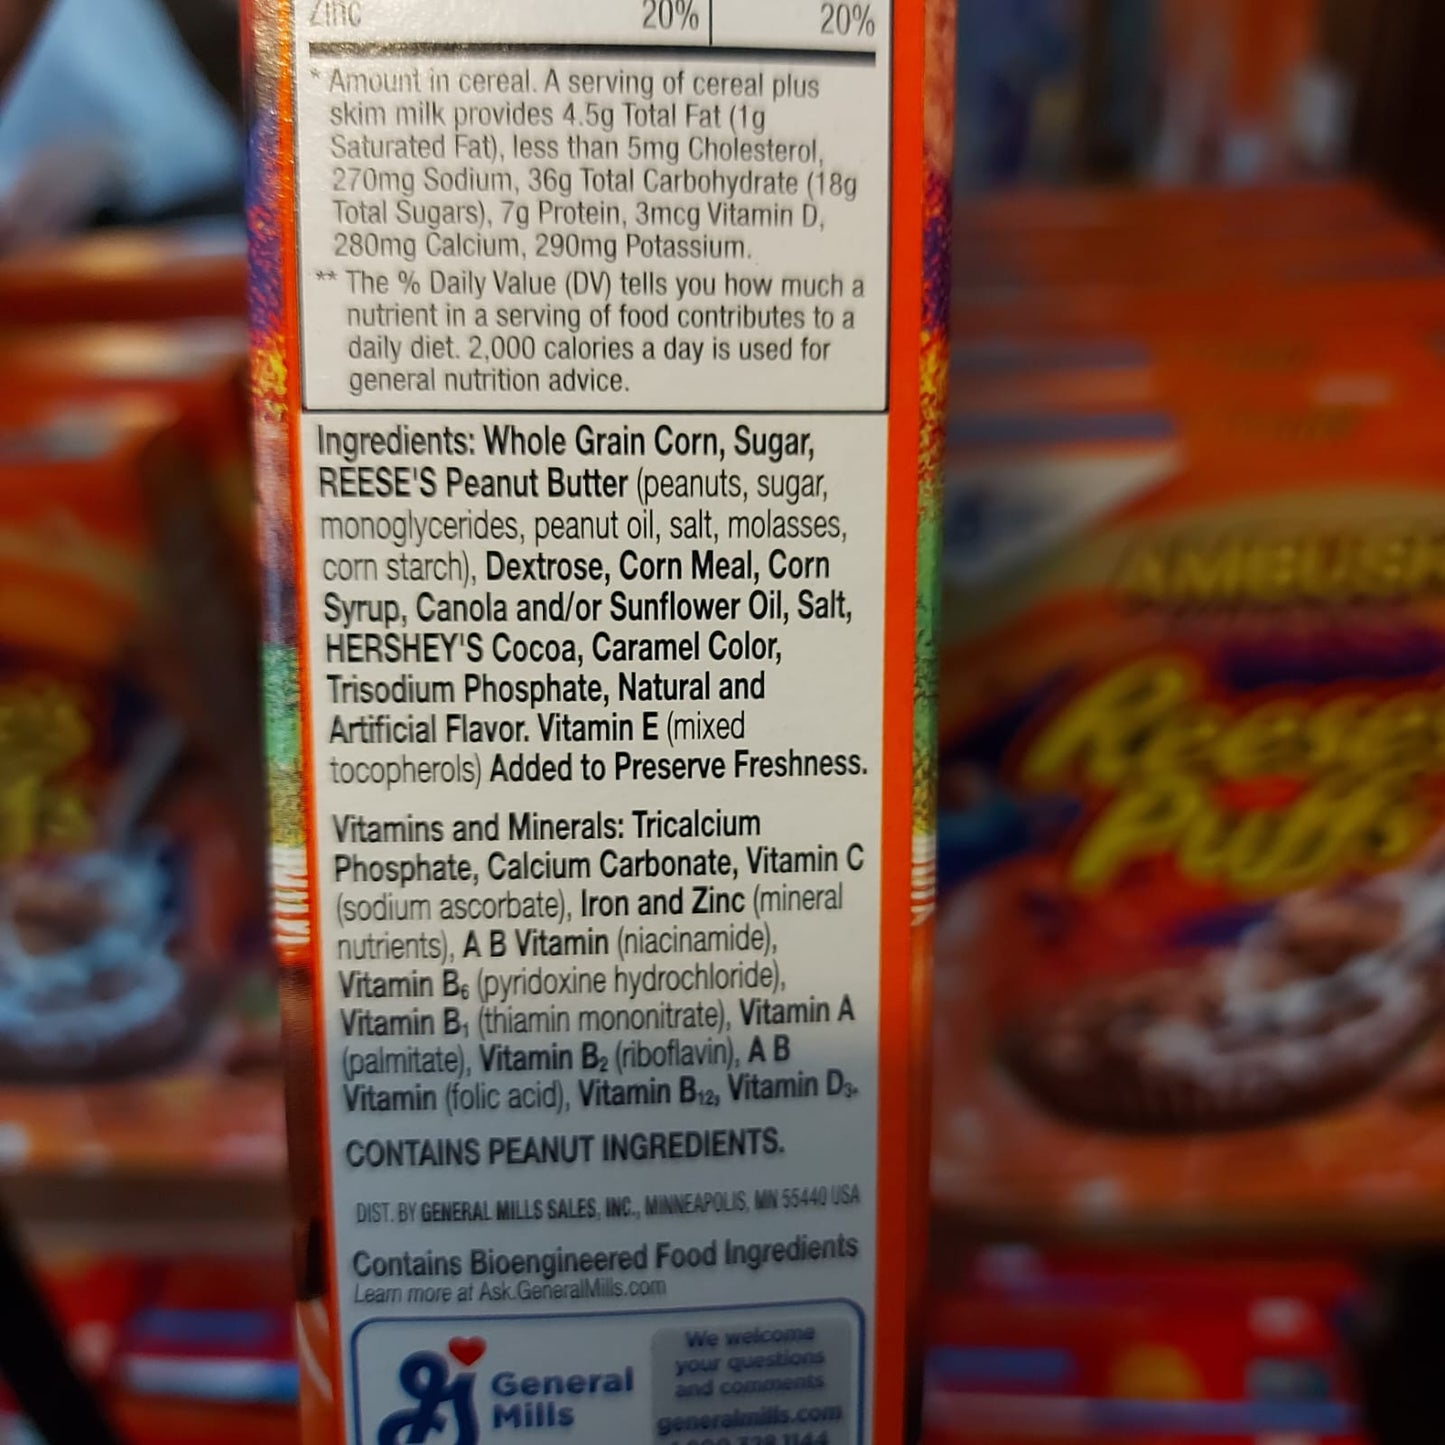 Zinc 20% 20%
* Amount in cereal. A serving of cereal plus
skim milk provides 4.5g Total Fat (1g
Saturated Fat), less than 5mg Cholesterol,
270mg Sodium, 36g Total Carbohydrate (18g
Total Sugars), 7g Protein, 3mcg Vitamin D,
280mg Calcium, 290mg Potassium.
** The % Daily Value (DV) tells you how much a
nutrient in a serving of food contributes to a
daily diet. 2,000 calories a day is used for
general nutrition advice.
Ingredients: Whole Grain Corn, Sugar,
REESE'S Peanut Butter (peanuts, sugar,
monoglycerides, peanut oil, salt, molasses,
corn starch), Dextrose, Corn Meal, Corn
Syrup, Canola and/or Sunflower Oil, Salt,
HERSHEY'S Cocoa, Caramel Color,
Trisodium Phosphate, Natural and
Artificial Flavor. Vitamin E (mixed
tocopherols) Added to Preserve Freshness.
Vitamins and Minerals: Tricalcium
Phosphate, Calcium Carbonate, Vitamin C
(sodium ascorbate), Iron and Zinc (mineral
nutrients), A B Vitamin (niacinamide),
Vitamin B₆ (pyridoxine hydrochloride),
Vitamin B₁ (thiamin mononitrate), Vitamin A
(palmitate), Vitamin B₂ (riboflavin), A B
Vitamin (folic acid), Vitamin B₁₂, Vitamin D₃.
CONTAINS PEANUT INGREDIENTS.
DIST. BY GENERAL MILLS SALES, INC., MINNEAPOLIS, MN 55440 USA
Contains Bioengineered Food Ingredients
Learn more at Ask.GeneralMills.com
General
Mills
We welcome
your questions
and comments
generalmills.com
AMBUSH
Reese's
Puffs